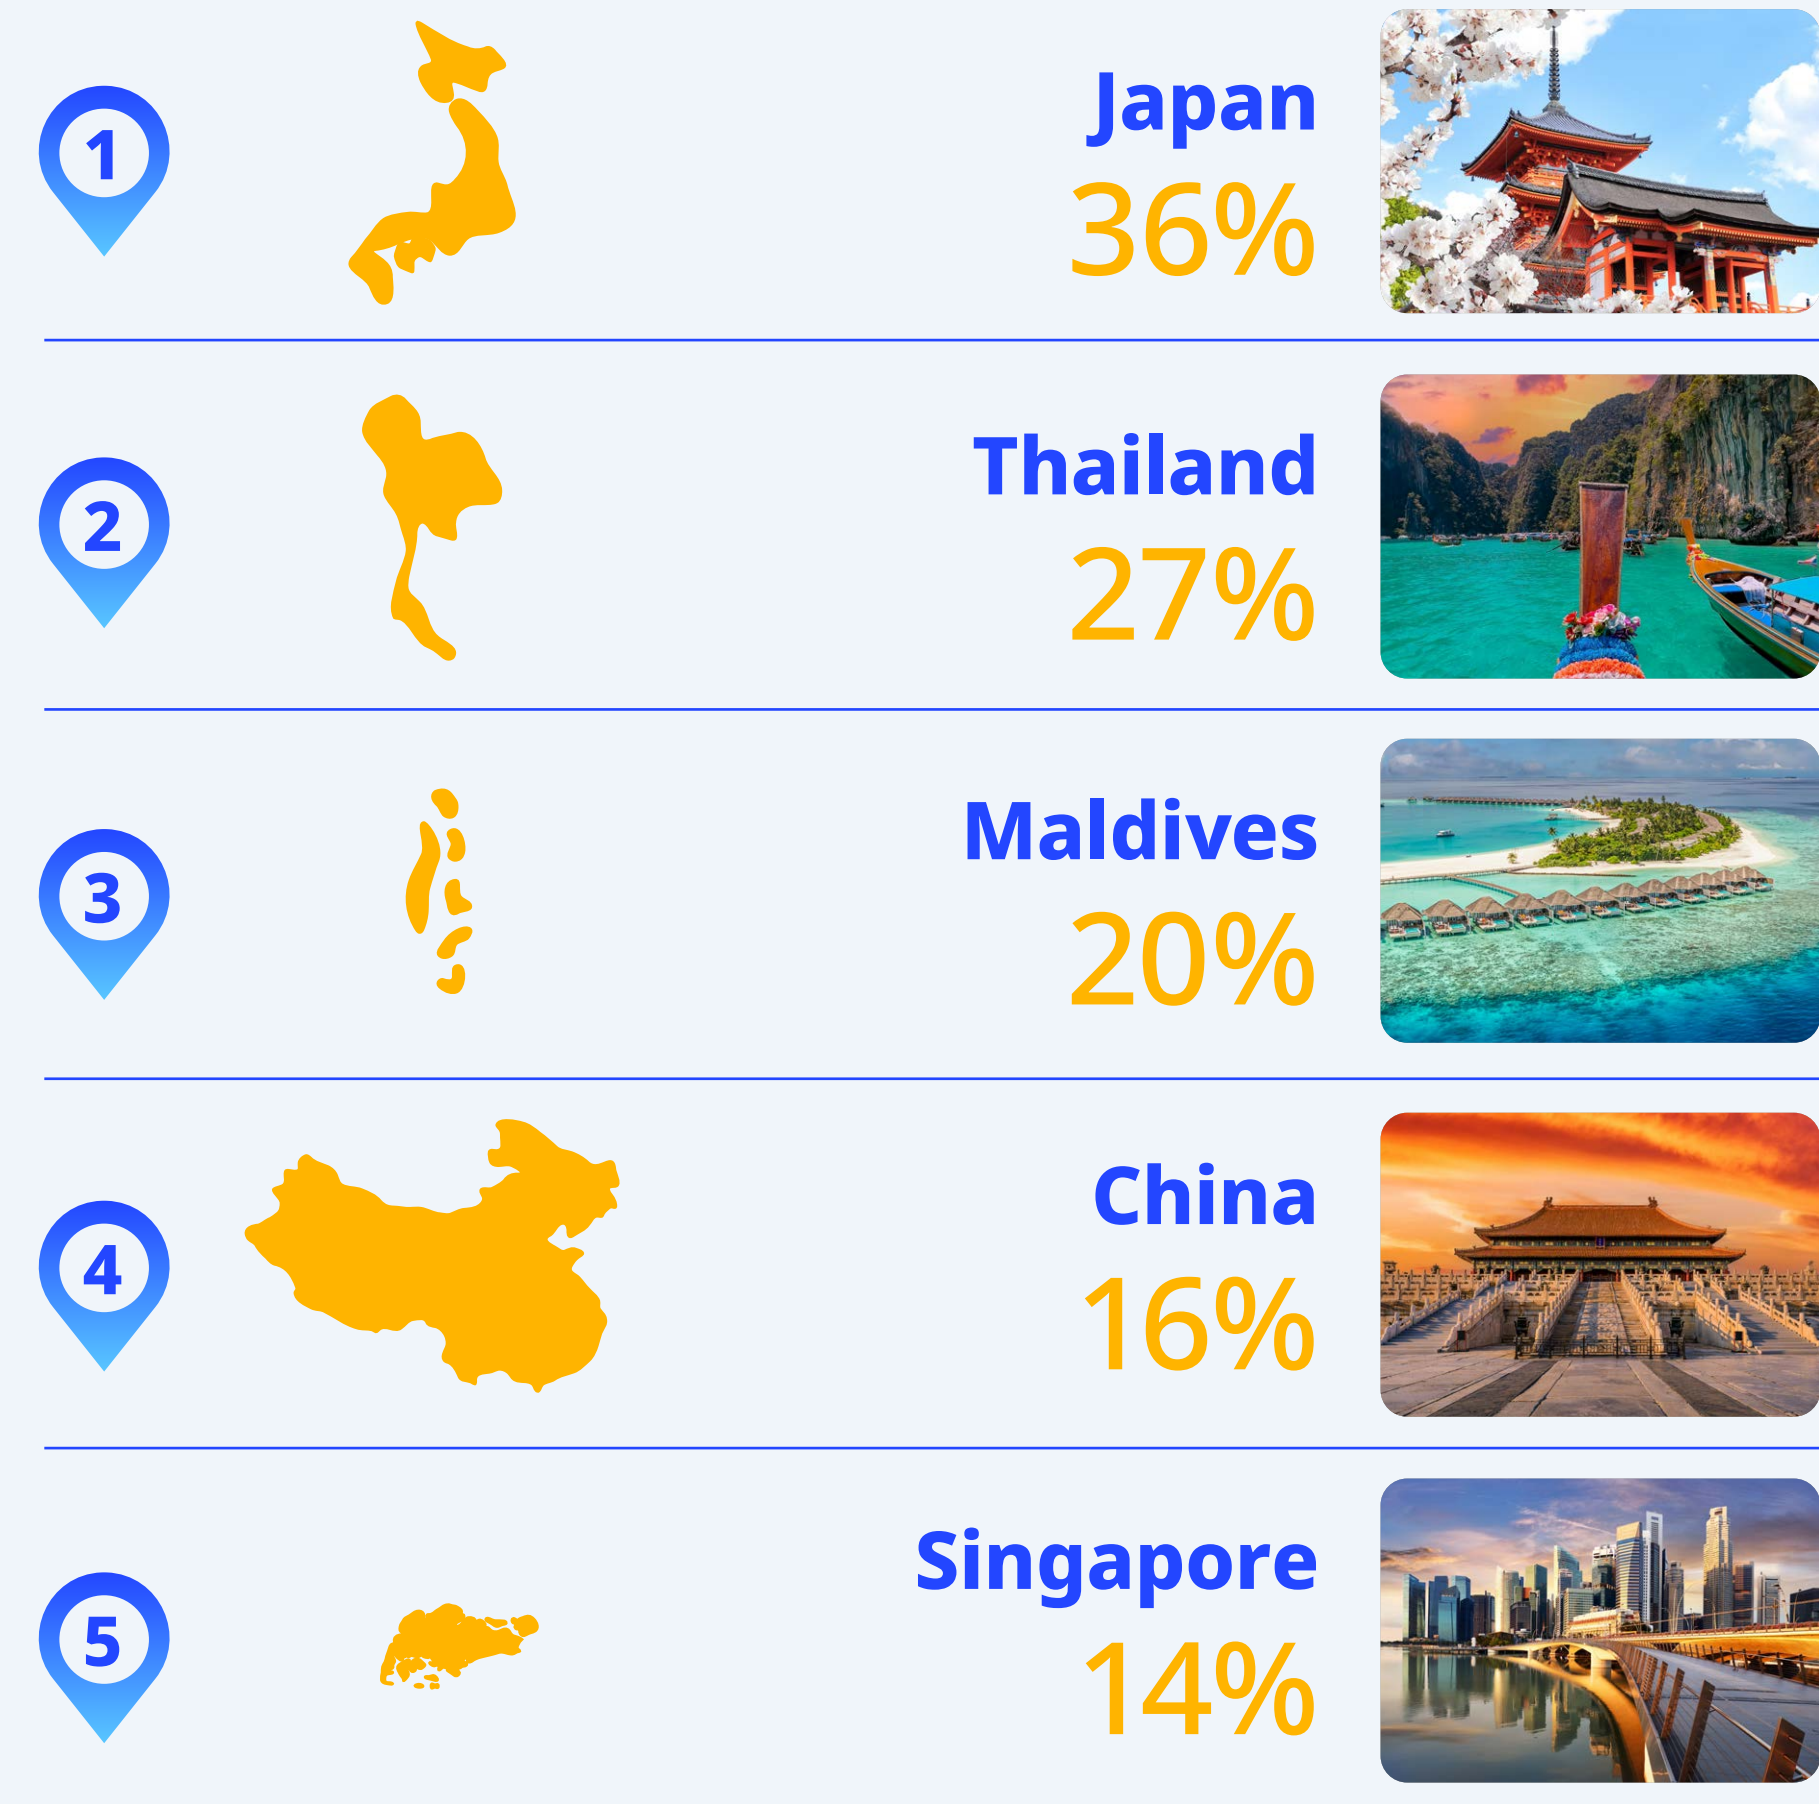 1
Japan
36%
2
Thailand
27%
3
Maldives
20%
4
China
16%
5
Singapore
14%